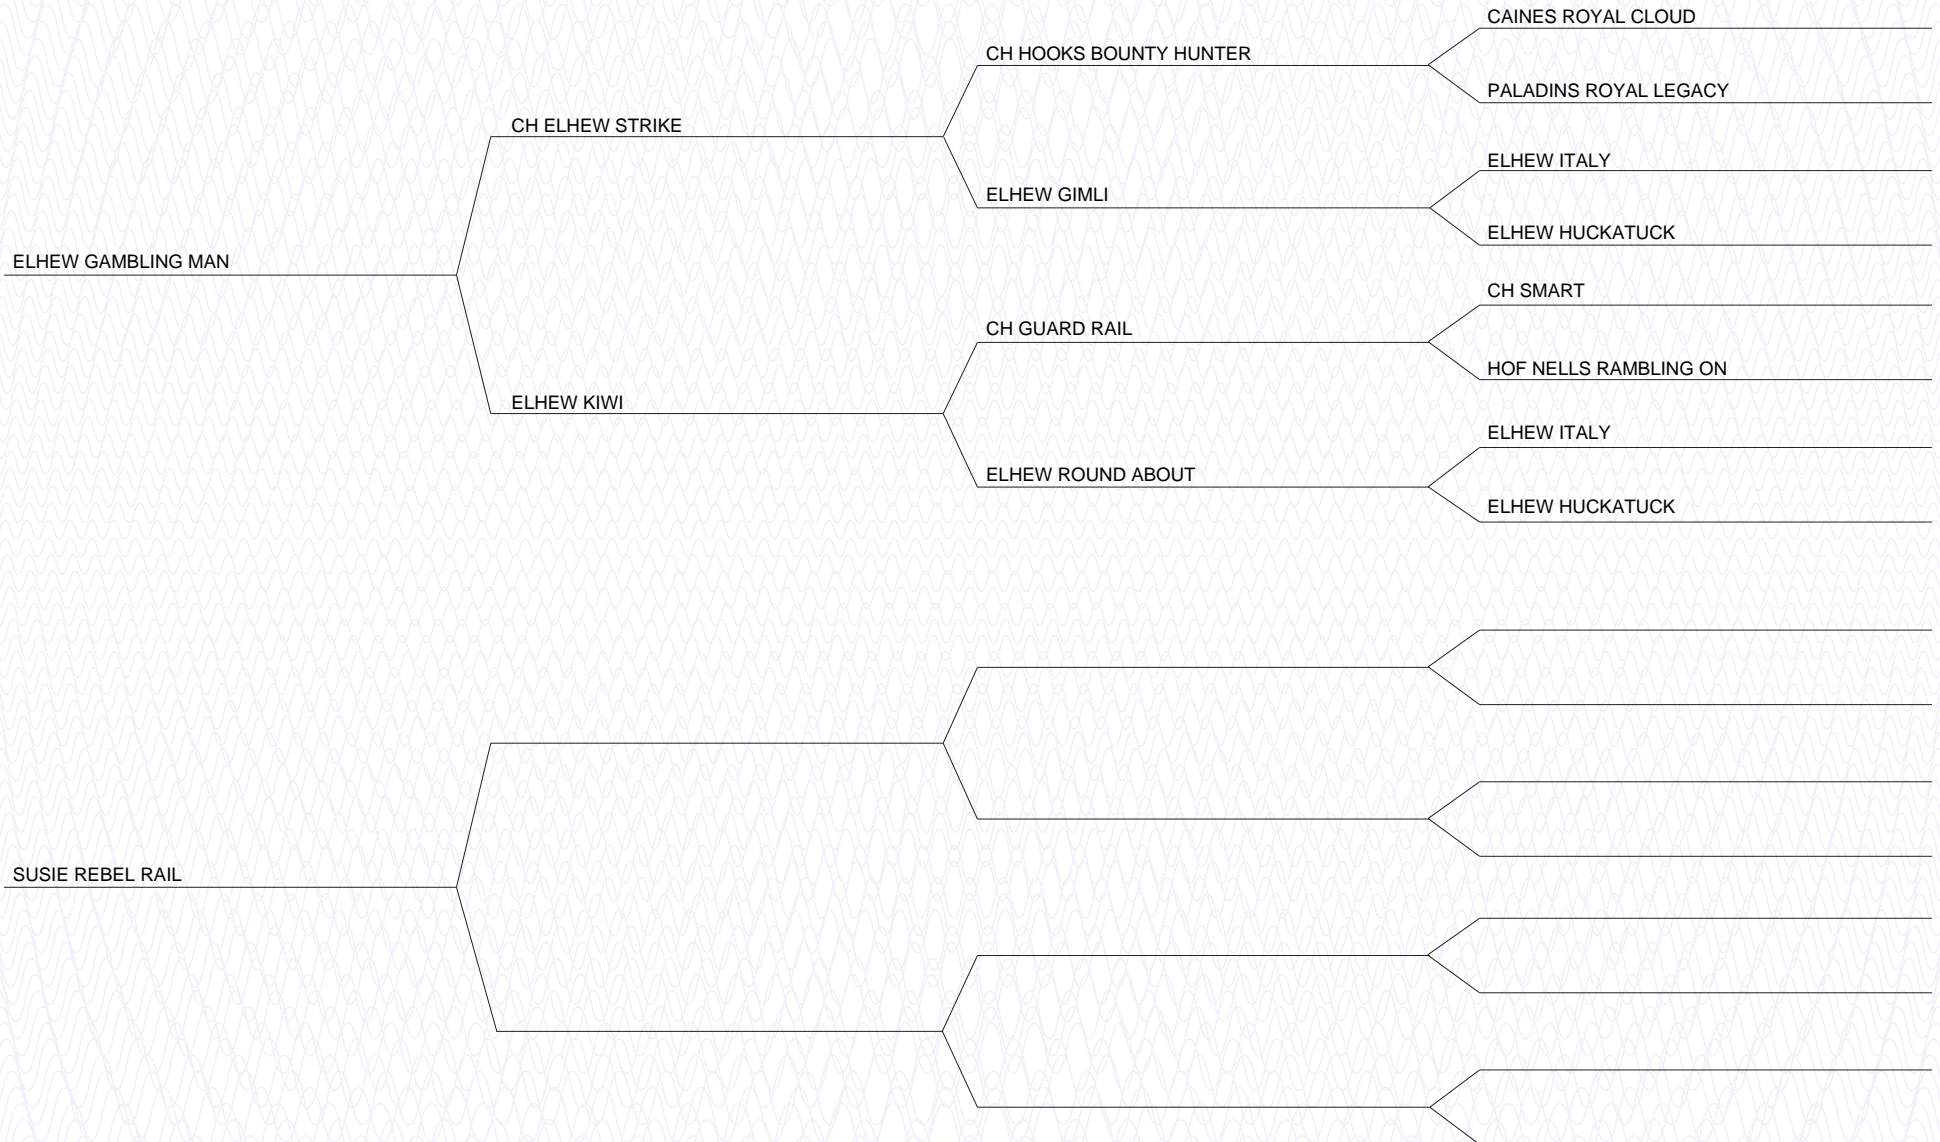 CAINES ROYAL CLOUD
CH HOOKS BOUNTY HUNTER
PALADINS ROYAL LEGACY
CH ELHEW STRIKE
ELHEW ITALY
ELHEW GIMLI
ELHEW HUCKATUCK
ELHEW GAMBLING MAN
CH SMART
CH GUARD RAIL
HOF NELLS RAMBLING ON
ELHEW KIWI
ELHEW ITALY
ELHEW ROUND ABOUT
ELHEW HUCKATUCK
SUSIE REBEL RAIL